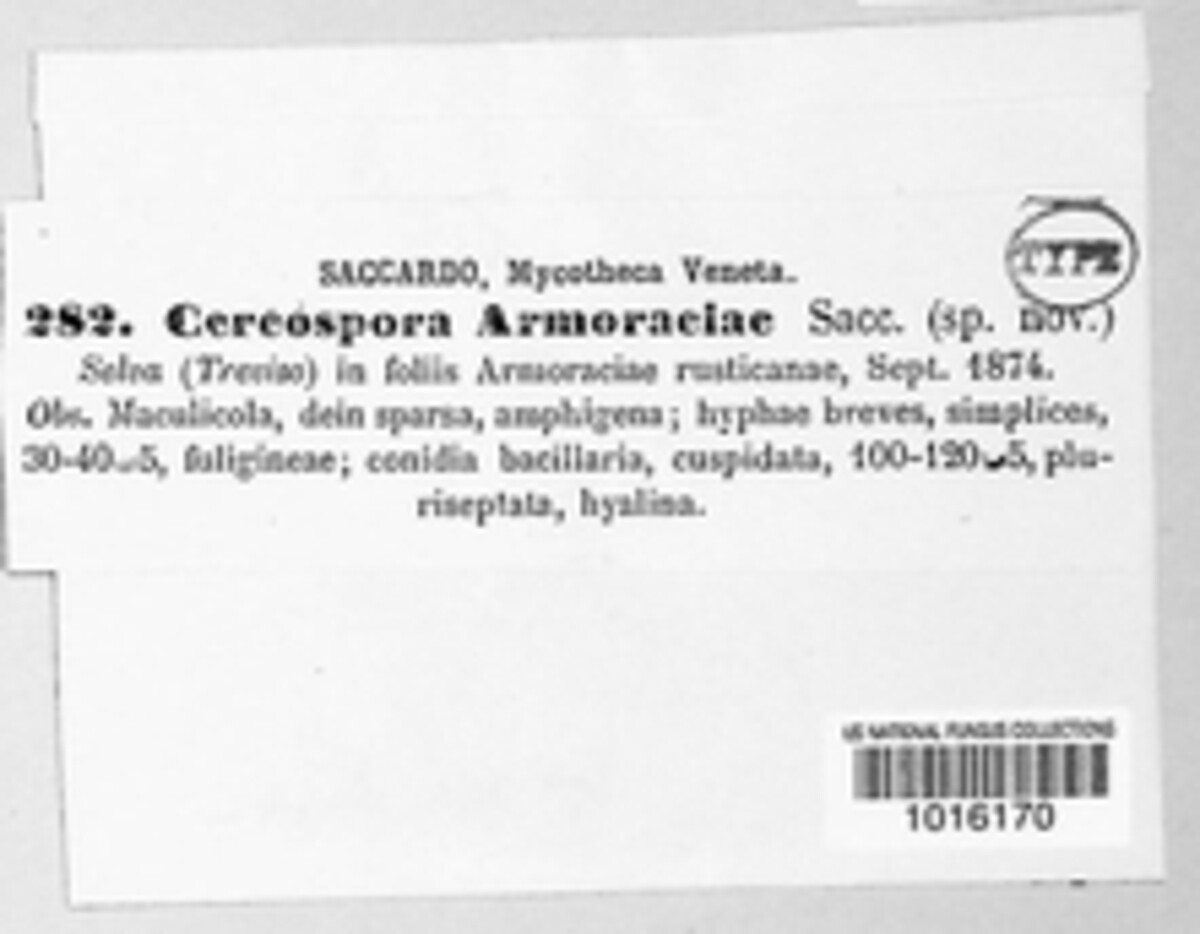 TYPE
SACCARDO, Mycotheca Veneta.
282. Cercospora Armoraciae Sacc. (sp. nov.)
Selva (Treviso) in foliis Armoraciae rusticanae, Sept. 1874.
Obs. Maculicola, dein sparsa, amphigena; hyphae breves, simplices,
30-40⌣5, fuligineae; conidia bacillaria, cuspidata, 100-120⌣5, plu-
riseptata, hyalina.
US NATIONAL FUNGUS COLLECTIONS
1016170